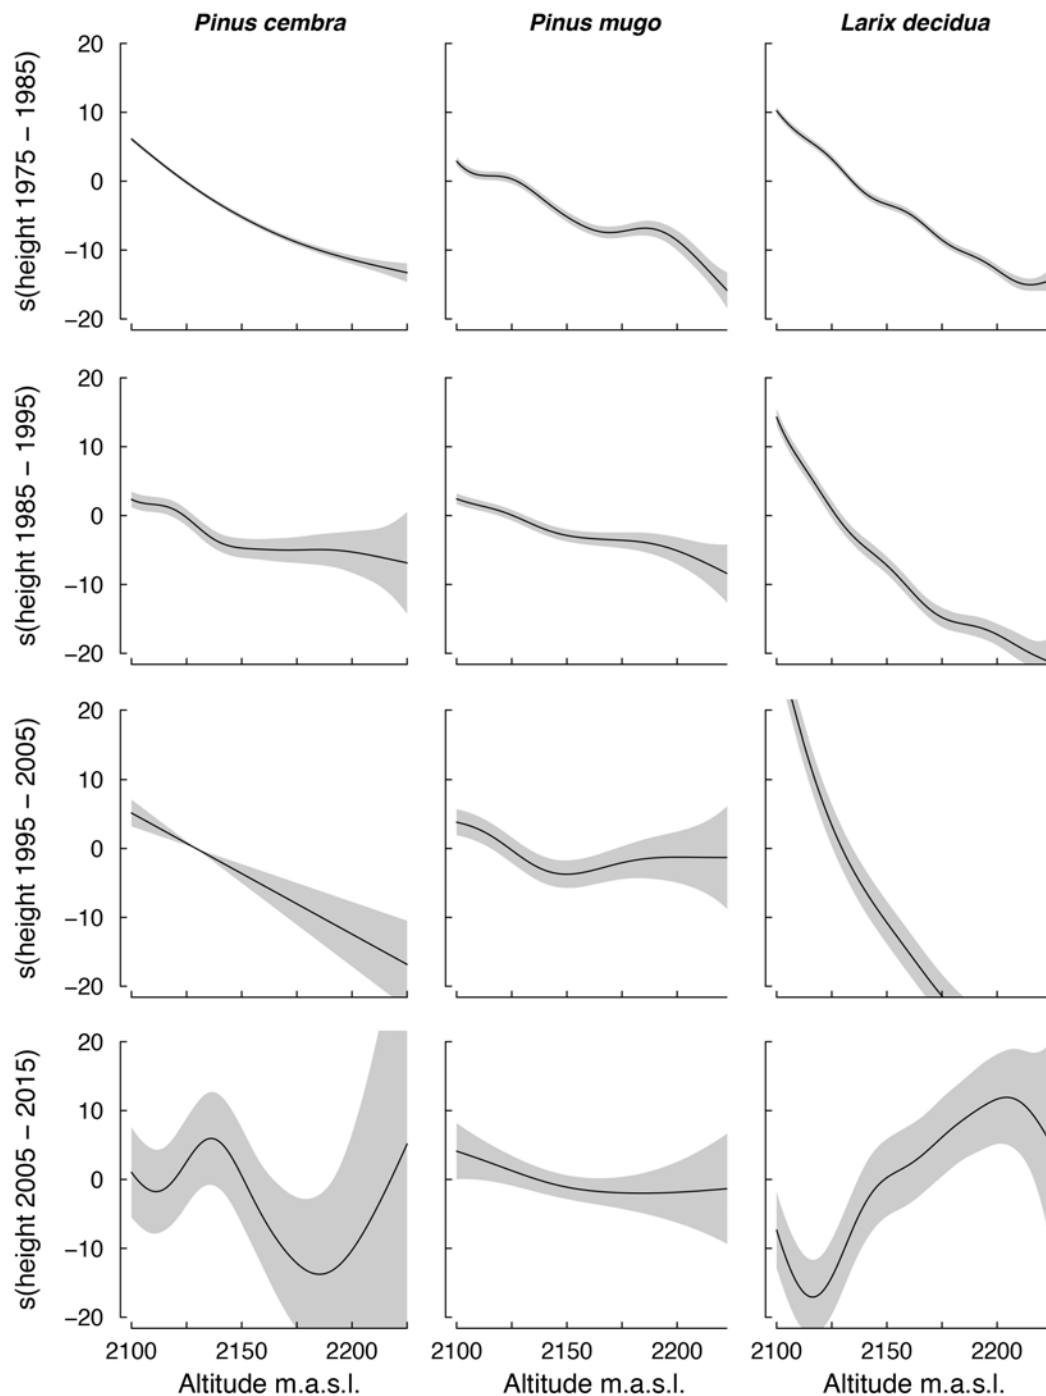 Pinus cembra Pinus mugo Larix decidua
s(height 1975 − 1985)
20
10
0
−10
−20
s(height 1985 − 1995)
20
10
0
−10
−20
s(height 1995 − 2005)
20
10
0
−10
−20
s(height 2005 − 2015)
20
10
0
−10
−20
2100 2150 2200 2100 2150 2200 2100 2150 2200
Altitude m.a.s.l. Altitude m.a.s.l. Altitude m.a.s.l.